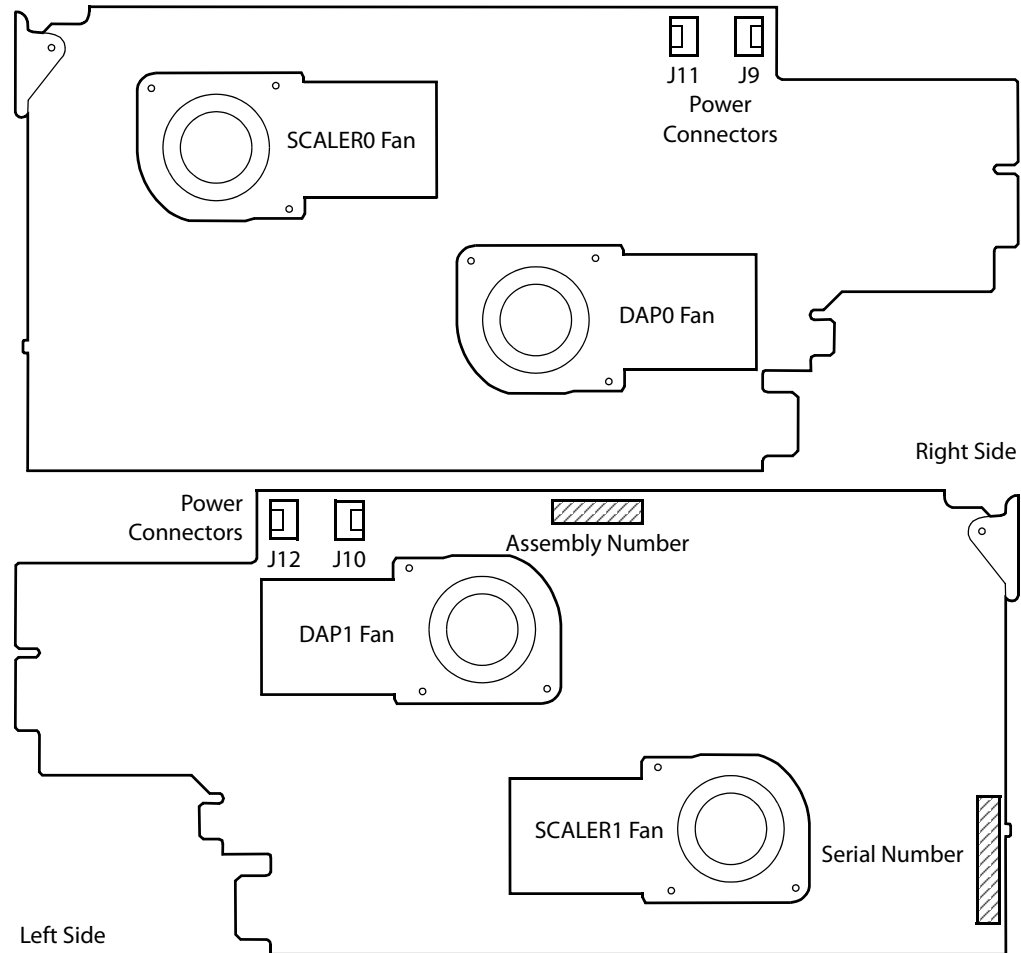 J11
J9
Power
Connectors
SCALER0 Fan
DAP0 Fan
Right Side
Power
Connectors
J12
J10
Assembly Number
DAP1 Fan
SCALER1 Fan
Serial Number
Left Side